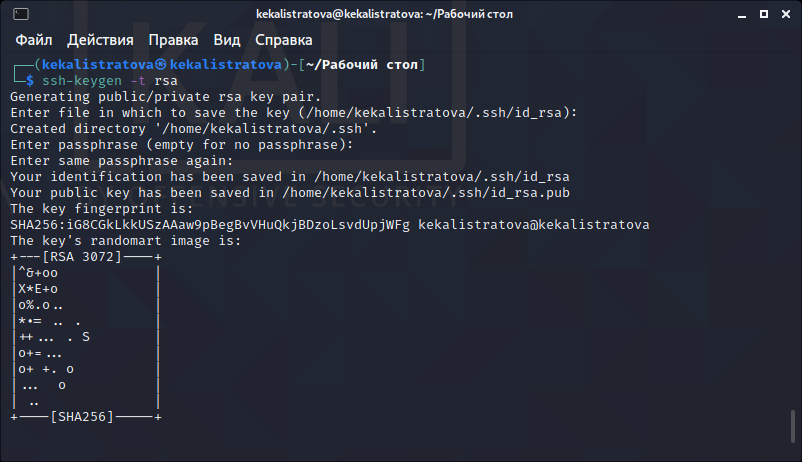 kekalistratova@kekalistratova: ~/Рабочий стол
Файл Действия Правка Вид Справка
┌──(kekalistratova㉿kekalistratova)-[~/Рабочий стол]
└─$ ssh-keygen -t rsa
Generating public/private rsa key pair.
Enter file in which to save the key (/home/kekalistratova/.ssh/id_rsa):
Created directory '/home/kekalistratova/.ssh'.
Enter passphrase (empty for no passphrase):
Enter same passphrase again:
Your identification has been saved in /home/kekalistratova/.ssh/id_rsa
Your public key has been saved in /home/kekalistratova/.ssh/id_rsa.pub
The key fingerprint is:
SHA256:iG8CGkLkkUSzAAaw9pBegBvVHuQkjBDzoLsvdUpjWFg kekalistratova@kekalistratova
The key's randomart image is:
+---[RSA 3072]----+
|^&+oo            |
|X*E+o            |
|o%.o..           |
|*•=  .. .        |
|++... . S        |
|o+=...           |
|o+ +. o          |
|...  o           |
| ..              |
+----[SHA256]-----+